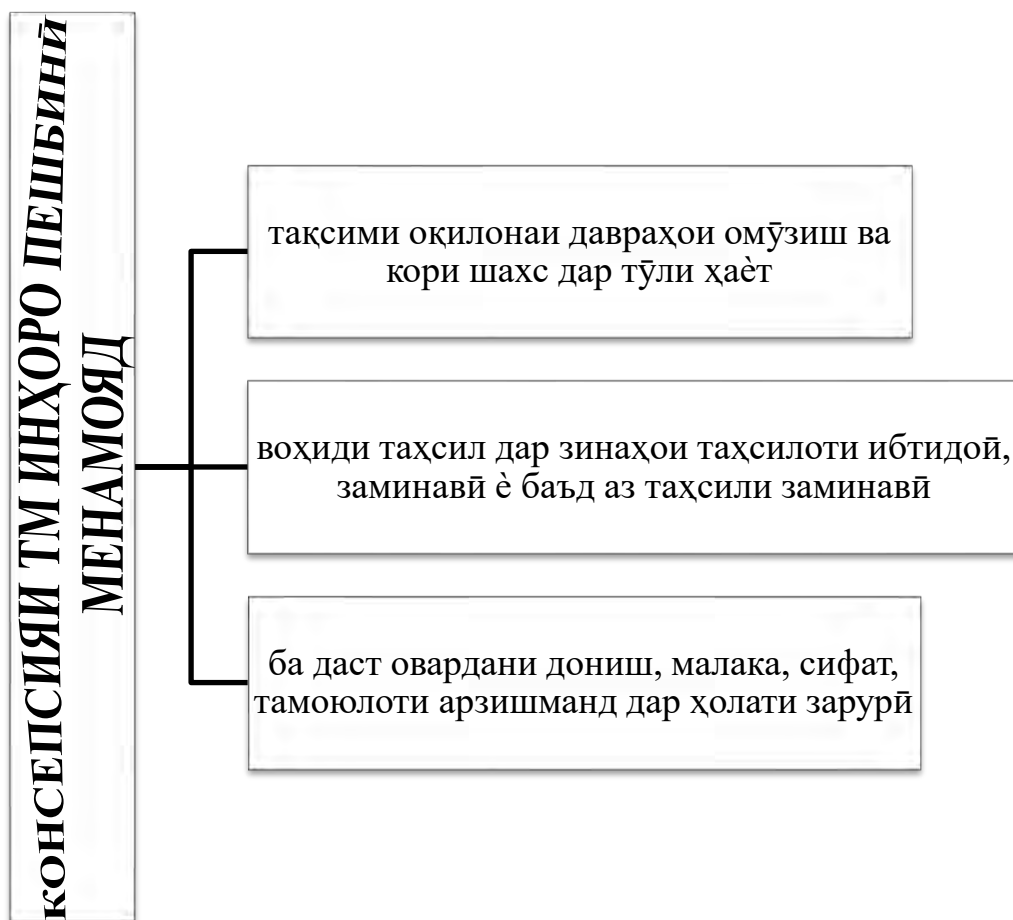 КОНСЕПСИЯИ ТМ ИНҲОРО ПЕШБИНӢ
МЕНАМОЯД
тақсими оқилонаи давраҳои омӯзиш ва
кори шахс дар тӯли ҳаѐт
воҳиди таҳсил дар зинаҳои таҳсилоти ибтидоӣ,
заминавӣ ѐ баъд аз таҳсили заминавӣ
ба даст овардани дониш, малака, сифат,
тамоюлоти арзишманд дар ҳолати зарурӣ